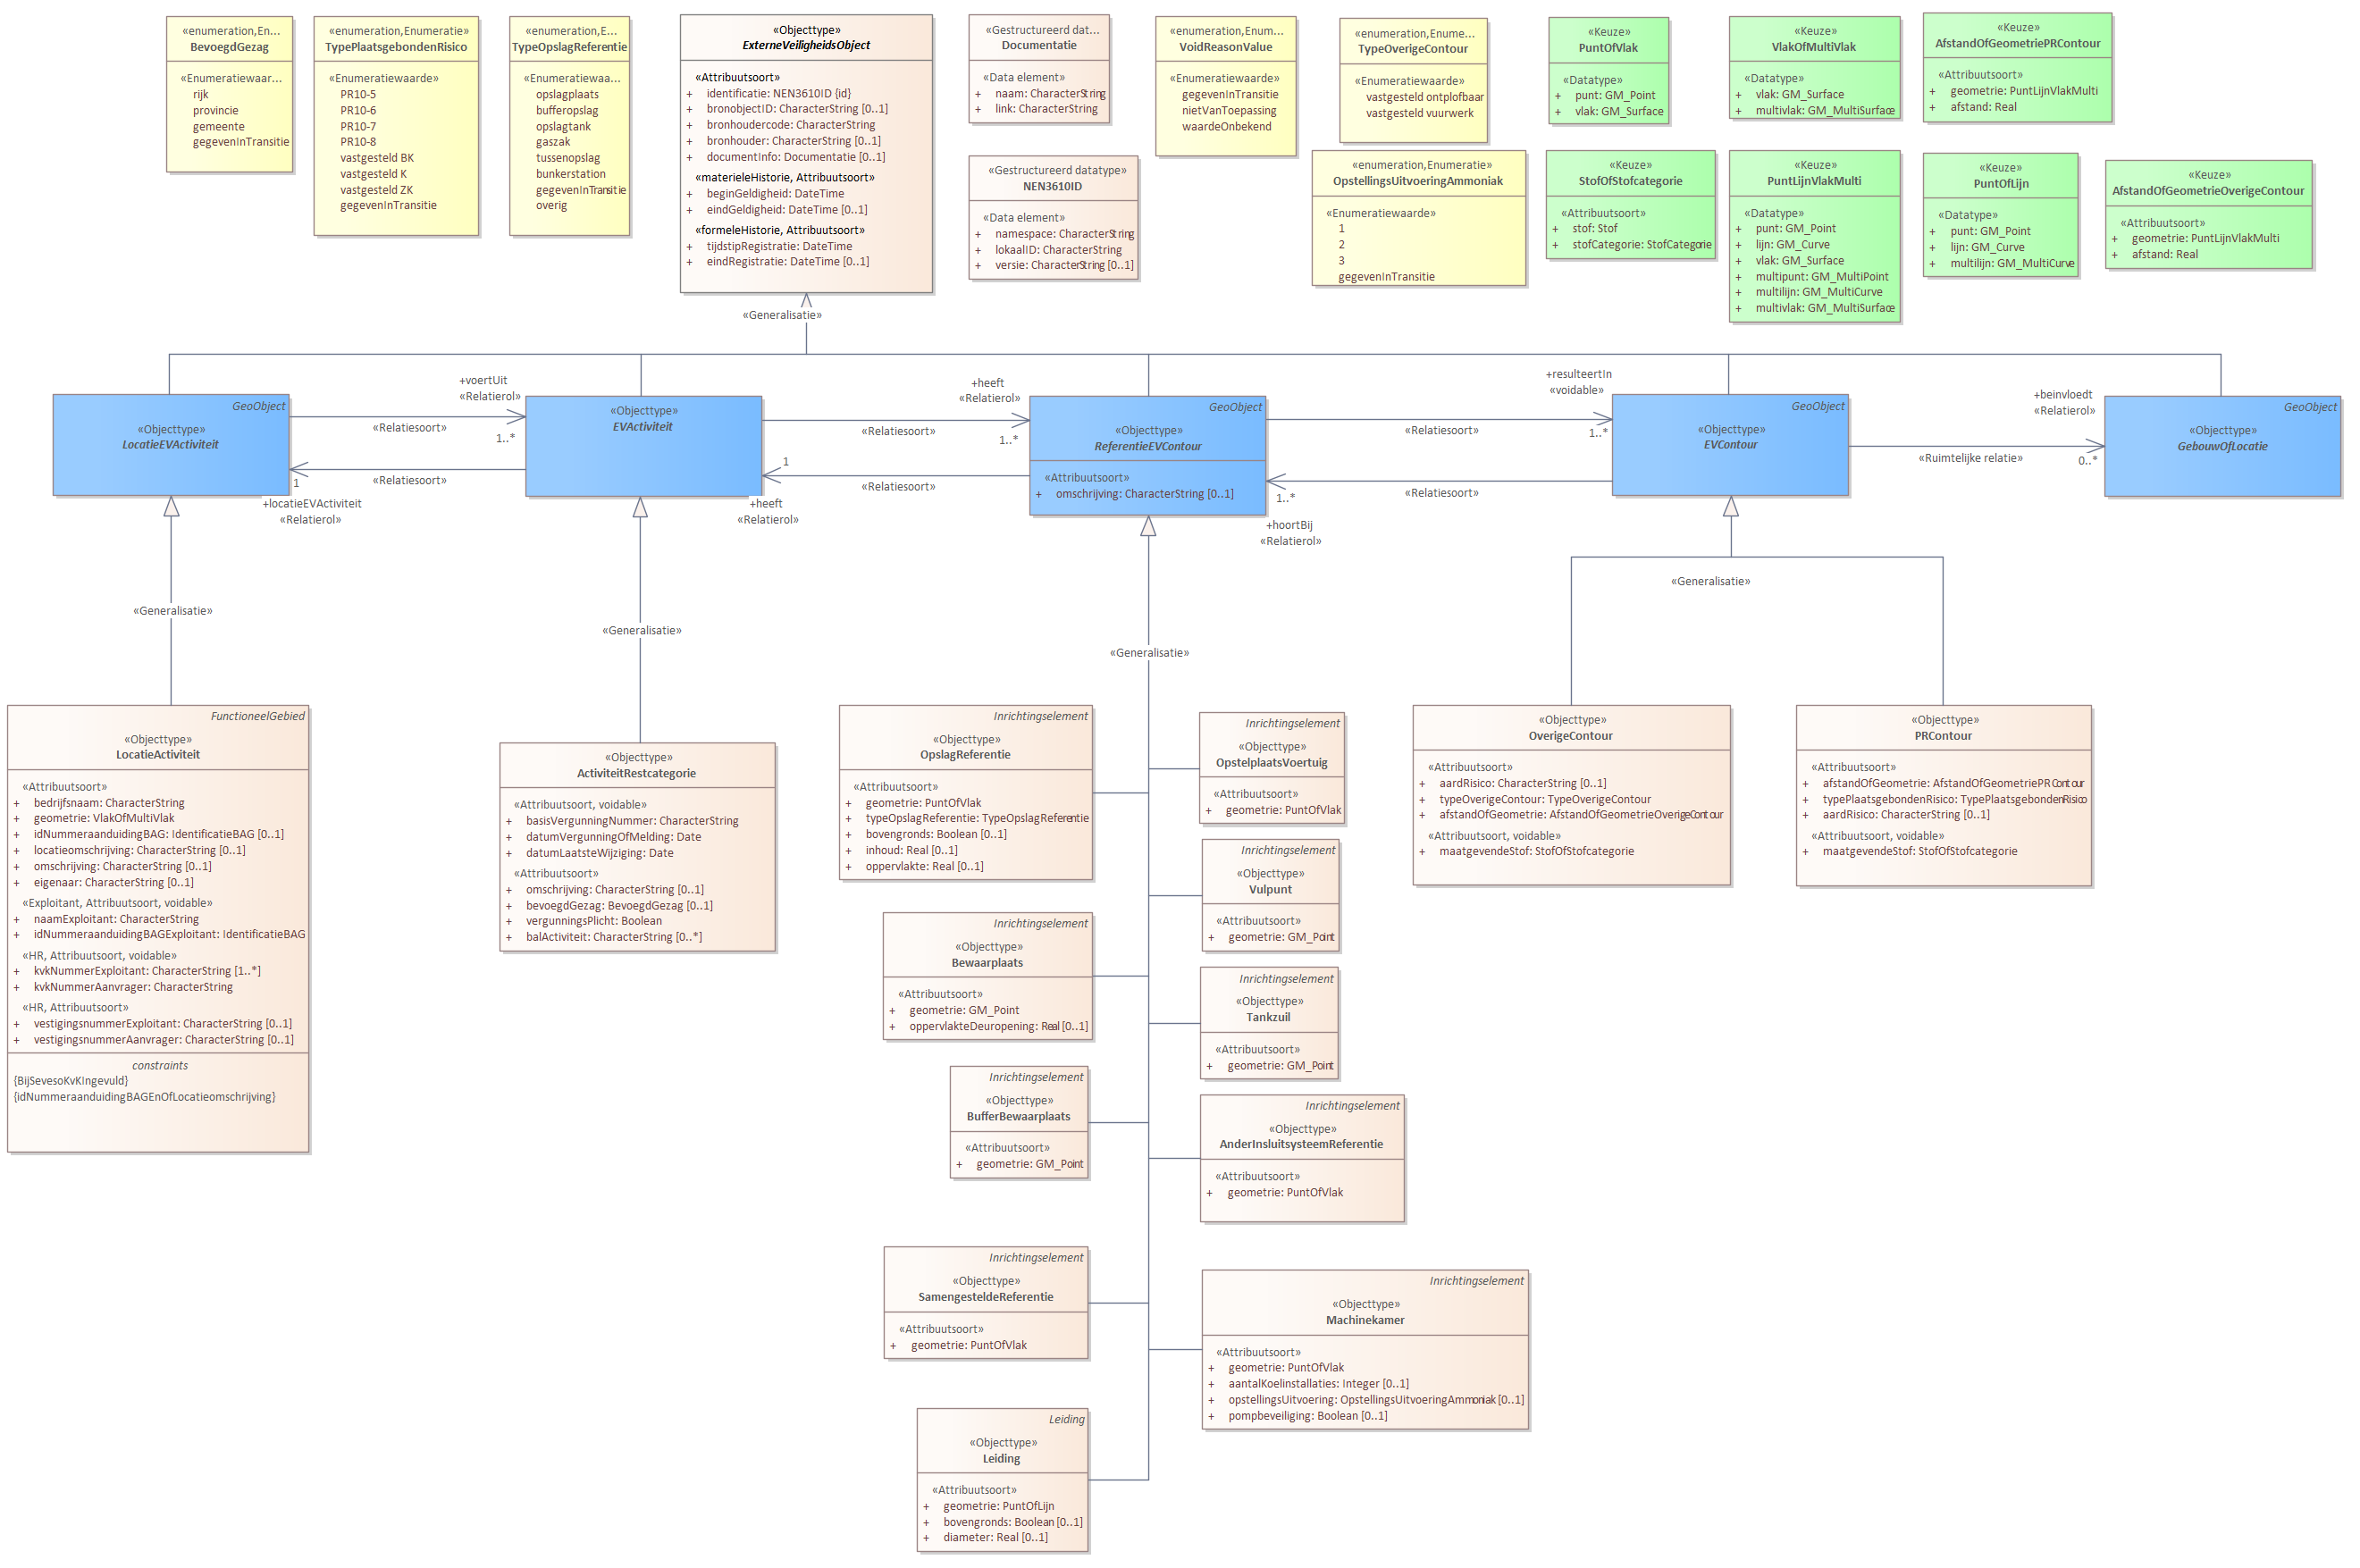 «enumeration,En...
BevoegdGezag
«Enumeratiewaar...
rijk
provincie
gemeente
gegevenInTransitie
«enumeration,Enumeratie»
TypePlaatsgebondenRisico
«Enumeratiewaarde»
PR10-5
PR10-6
PR10-7
PR10-8
vastgesteld BK
vastgesteld K
vastgesteld ZK
gegevenInTransitie
«enumeration,E...
TypeOpslagReferentie
«Enumeratiewaa...
opslagplaats
bufferopslag
opslagtank
gaszak
tussenopslag
bunkerstation
gegevenInTransitie
overig
«Objecttype»
ExterneVeiligheidsObject
«Attribuutsoort»
+ identificatie: NEN3610ID {id}
+ bronobjectID: CharacterString [0..1]
+ bronhoudercode: CharacterString
+ bronhouder: CharacterString [0..1]
+ documentInfo: Documentatie [0..1]
«materieleHistorie, Attribuutsoort»
+ beginGeldigheid: DateTime
+ eindGeldigheid: DateTime [0..1]
«formeleHistorie, Attribuutsoort»
+ tijdstipRegistratie: DateTime
+ eindRegistratie: DateTime [0..1]
«Gestructureerd dat...
Documentatie
«Data element»
+ naam: CharacterString
+ link: CharacterString
«Gestructureerd datatype»
NEN3610ID
«Data element»
+ namespace: CharacterString
+ lokaalID: CharacterString
+ versie: CharacterString [0..1]
«enumeration,Enum...
VoidReasonValue
«Enumeratiewaarde»
gegevenInTransitie
nietVanToepassing
waardeOnbekend
«enumeration,Enume...
TypeOverigeContour
«Enumeratiewaarde»
vastgesteld ontplofbaar
vastgesteld vuurwerk
«enumeration,Enumeratie»
OpstellingsUitvoeringAmmoniak
«Enumeratiewaarde»
1
2
3
gegevenInTransitie
«Keuze»
PuntOfVlak
«Datatype»
+ punt: GM_Point
+ vlak: GM_Surface
«Keuze»
StofOfStofcategorie
«Attribuutsoort»
+ stof: Stof
+ stofCategorie: StofCategorie
«Keuze»
VlakOfMultiVlak
«Datatype»
+ vlak: GM_Surface
+ multivlak: GM_MultiSurface
«Keuze»
PuntLijnVlakMulti
«Datatype»
+ punt: GM_Point
+ lijn: GM_Curve
+ vlak: GM_Surface
+ multipunt: GM_MultiPoint
+ multilijn: GM_MultiCurve
+ multivlak: GM_MultiSurface
«Keuze»
AfstandOfGeometriePRContour
«Attribuutsoort»
+ geometrie: PuntLijnVlakMulti
+ afstand: Real
«Keuze»
PuntOfLijn
«Datatype»
+ punt: GM_Point
+ lijn: GM_Curve
+ multilijn: GM_MultiCurve
«Keuze»
AfstandOfGeometrieOverigeContour
«Attribuutsoort»
+ geometrie: PuntLijnVlakMulti
+ afstand: Real
«Generalisatie»
GeoObject
«Objecttype»
LocatieEVActiviteit
+voertUit
«Relatierol»
«Relatiesoort»
1..*
«Relatiesoort»
1
+locatieEVActiviteit
«Relatierol»
«Objecttype»
EVActiviteit
+heeft
«Relatierol»
«Relatiesoort»
1..*
1
«Relatiesoort»
+heeft
«Relatierol»
GeoObject
«Objecttype»
ReferentieEVContour
«Attribuutsoort»
+ omschrijving: CharacterString [0..1]
+resulteertIn
«voidable»
«Relatiesoort»
1..*
1..*
«Relatiesoort»
+hoortBij
«Relatierol»
GeoObject
«Objecttype»
EVContour
+beinvloedt
«Relatierol»
«Ruimtelijke relatie»
0..*
GeoObject
«Objecttype»
GebouwOfLocatie
«Generalisatie»
«Generalisatie»
«Generalisatie»
«Generalisatie»
FunctioneelGebied
«Objecttype»
LocatieActiviteit
«Attribuutsoort»
+ bedrijfsnaam: CharacterString
+ geometrie: VlakOfMultiVlak
+ idNummeraanduidingBAG: IdentificatieBAG [0..1]
+ locatieomschrijving: CharacterString [0..1]
+ omschrijving: CharacterString [0..1]
+ eigenaar: CharacterString [0..1]
«Exploitant, Attribuutsoort, voidable»
+ naamExploitant: CharacterString
+ idNummeraanduidingBAGExploitant: IdentificatieBAG
«HR, Attribuutsoort, voidable»
+ kvkNummerExploitant: CharacterString [1..*]
+ kvkNummerAanvrager: CharacterString
«HR, Attribuutsoort»
+ vestigingsnummerExploitant: CharacterString [0..1]
+ vestigingsnummerAanvrager: CharacterString [0..1]
constraints
{BijSevesoKvKIngevuld}
{idNummeraanduidingBAGEnOfLocatieomschrijving}
«Objecttype»
ActiviteitRestcategorie
«Attribuutsoort, voidable»
+ basisVergunningNummer: CharacterString
+ datumVergunningOfMelding: Date
+ datumLaatsteWijziging: Date
«Attribuutsoort»
+ omschrijving: CharacterString [0..1]
+ bevoegdGezag: BevoegdGezag [0..1]
+ vergunningsPlicht: Boolean
+ balActiviteit: CharacterString [0..*]
Inrichtingselement
«Objecttype»
OpslagReferentie
«Attribuutsoort»
+ geometrie: PuntOfVlak
+ typeOpslagReferentie: TypeOpslagReferentie
+ bovengronds: Boolean [0..1]
+ inhoud: Real [0..1]
+ oppervlakte: Real [0..1]
Inrichtingselement
«Objecttype»
OpstelplaatsVoertuig
«Attribuutsoort»
+ geometrie: PuntOfVlak
Inrichtingselement
«Objecttype»
Vulpunt
«Attribuutsoort»
+ geometrie: GM_Point
Inrichtingselement
«Objecttype»
Bewaarplaats
«Attribuutsoort»
+ geometrie: GM_Point
+ oppervlakteDeuropening: Real [0..1]
Inrichtingselement
«Objecttype»
Tankzuil
«Attribuutsoort»
+ geometrie: GM_Point
Inrichtingselement
«Objecttype»
BufferBewaarplaats
«Attribuutsoort»
+ geometrie: GM_Point
Inrichtingselement
«Objecttype»
AnderInsluitsysteemReferentie
«Attribuutsoort»
+ geometrie: PuntOfVlak
Inrichtingselement
«Objecttype»
SamengesteldeReferentie
«Attribuutsoort»
+ geometrie: PuntOfVlak
Inrichtingselement
«Objecttype»
Machinekamer
«Attribuutsoort»
+ geometrie: PuntOfVlak
+ aantalKoelinstallaties: Integer [0..1]
+ opstellingsUitvoering: OpstellingsUitvoeringAmmoniak [0..1]
+ pompbeveiliging: Boolean [0..1]
Leiding
«Objecttype»
Leiding
«Attribuutsoort»
+ geometrie: PuntOfLijn
+ bovengronds: Boolean [0..1]
+ diameter: Real [0..1]
«Objecttype»
OverigeContour
«Attribuutsoort»
+ aardRisico: CharacterString [0..1]
+ typeOverigeContour: TypeOverigeContour
+ afstandOfGeometrie: AfstandOfGeometrieOverigeContour
«Attribuutsoort, voidable»
+ maatgevendeStof: StofOfStofcategorie
«Objecttype»
PRContour
«Attribuutsoort»
+ afstandOfGeometrie: AfstandOfGeometriePRContour
+ typePlaatsgebondenRisico: TypePlaatsgebondenRisico
+ aardRisico: CharacterString [0..1]
«Attribuutsoort, voidable»
+ maatgevendeStof: StofOfStofcategorie